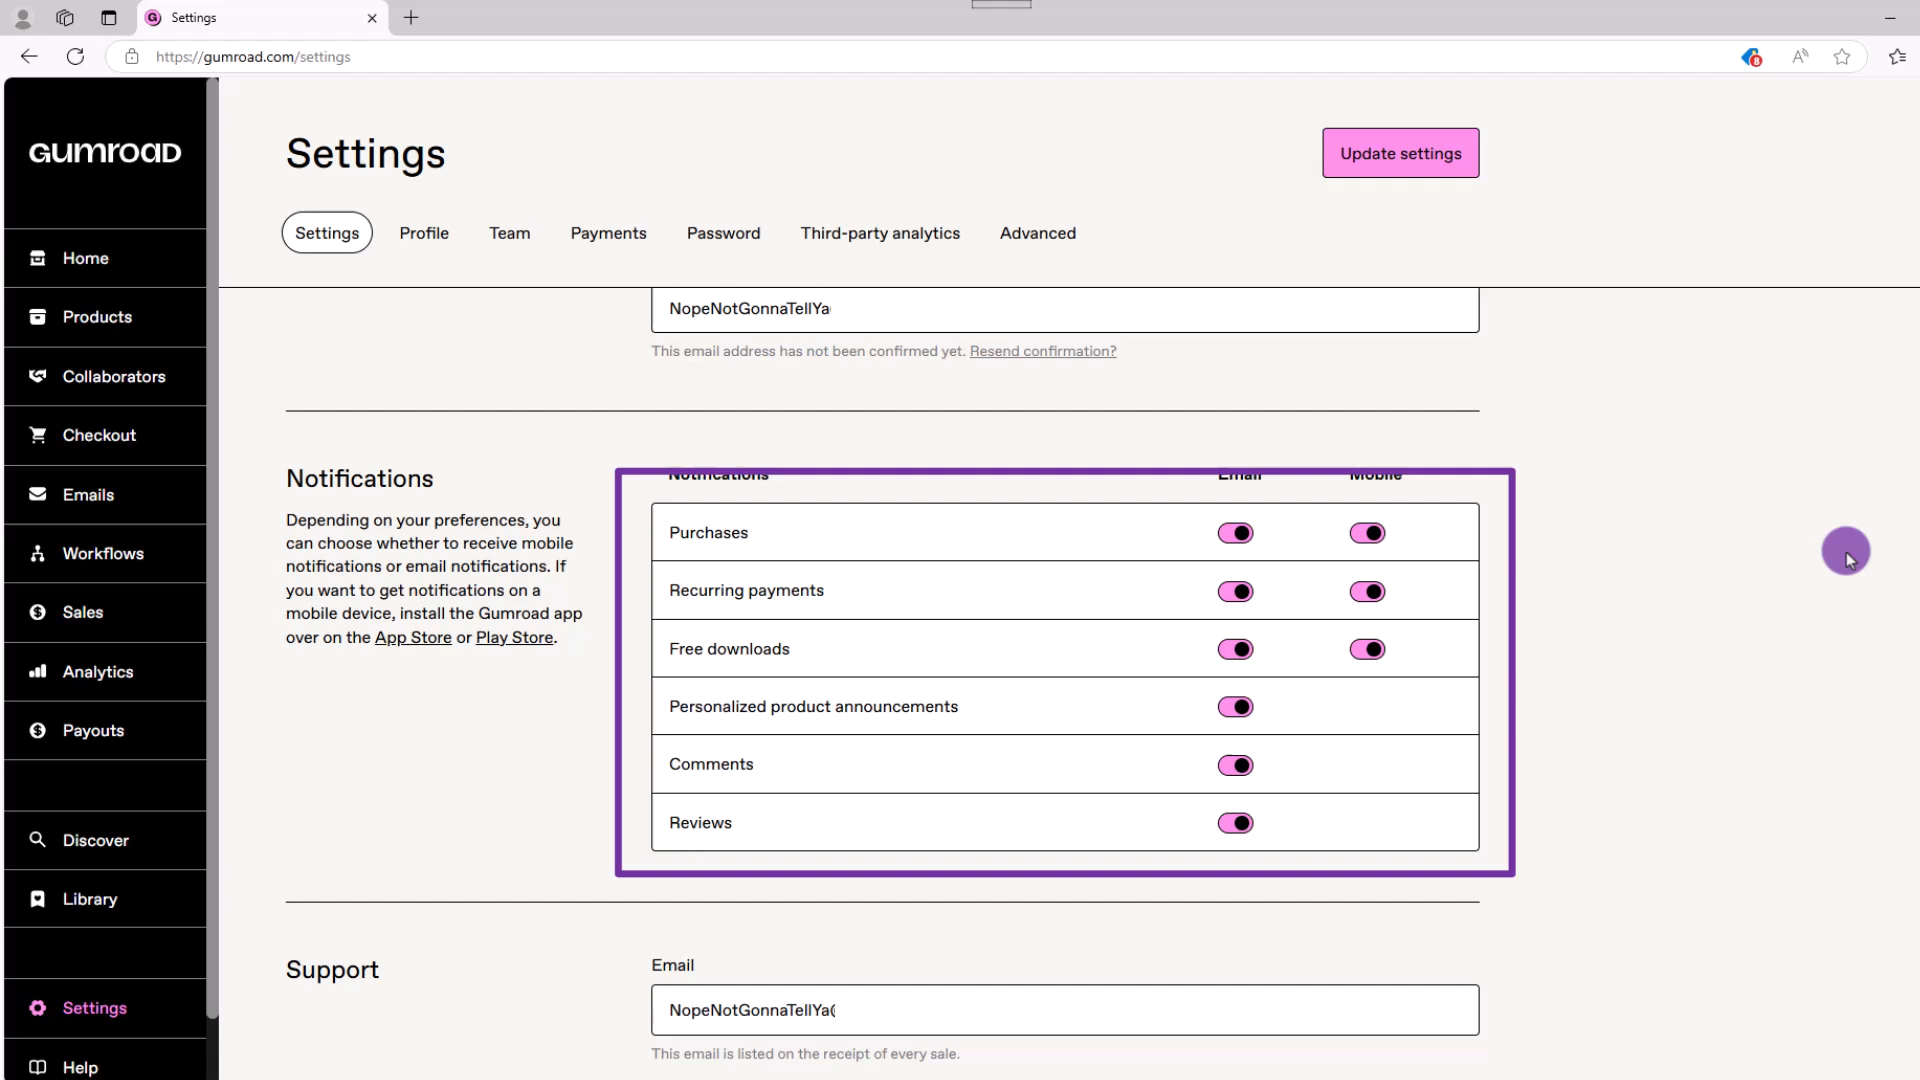 Settings
https://gumroad.com/settings
8
GUMROAD
Home
Products
Collaborators
Checkout
Emails
Workflows
Sales
Analytics
Payouts
Discover
Library
Settings
Help
Settings
Update settings
Settings
Profile
Team
Payments
Password
Third-party analytics
Advanced
NopeNotGonnaTellYa
This email address has not been confirmed yet. Resend confirmation?
Notifications
Depending on your preferences, you
can choose whether to receive mobile
notifications or email notifications. If
you want to get notifications on a
mobile device, install the Gumroad app
over on the App Store or Play Store.
Notifications
Email
Mobile
Purchases
Recurring payments
Free downloads
Personalized product announcements
Comments
Reviews
Support
Email
NopeNotGonnaTellYa@
This email is listed on the receipt of every sale.